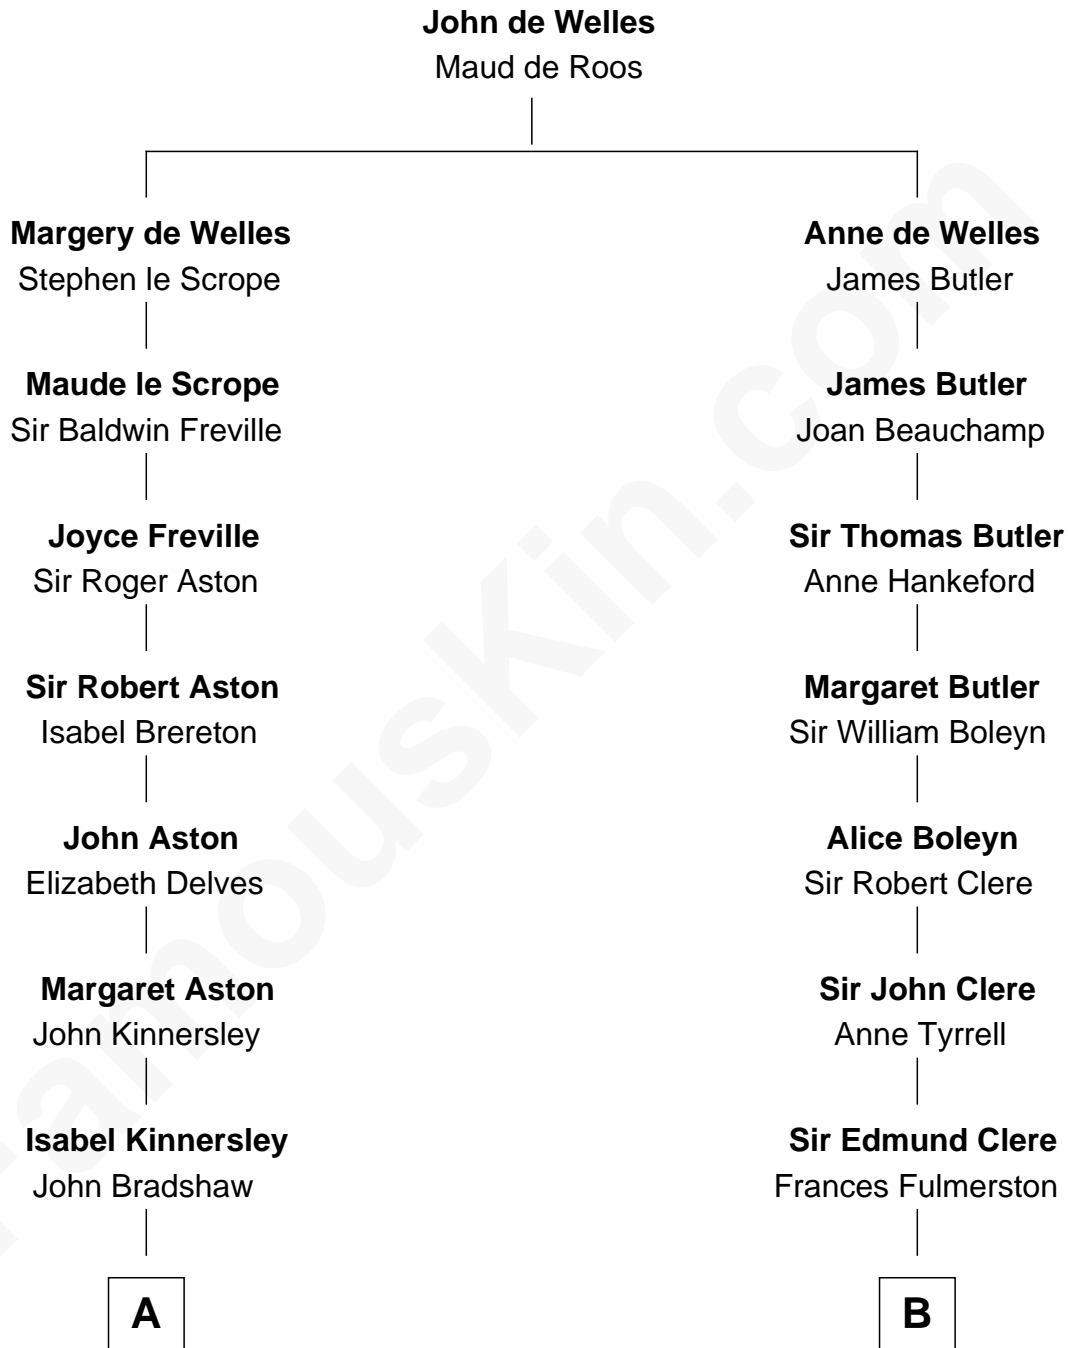 John de Welles
Maud de Roos
Margery de Welles
Stephen le Scrope
Anne de Welles
James Butler
Maude le Scrope
Sir Baldwin Freville
James Butler
Joan Beauchamp
Joyce Freville
Sir Roger Aston
Sir Thomas Butler
Anne Hankeford
Sir Robert Aston
Isabel Brereton
Margaret Butler
Sir William Boleyn
John Aston
Elizabeth Delves
Alice Boleyn
Sir Robert Clere
Margaret Aston
John Kinnersley
Sir John Clere
Anne Tyrrell
Isabel Kinnersley
John Bradshaw
Sir Edmund Clere
Frances Fulmerston
A
B
FamousKin.com